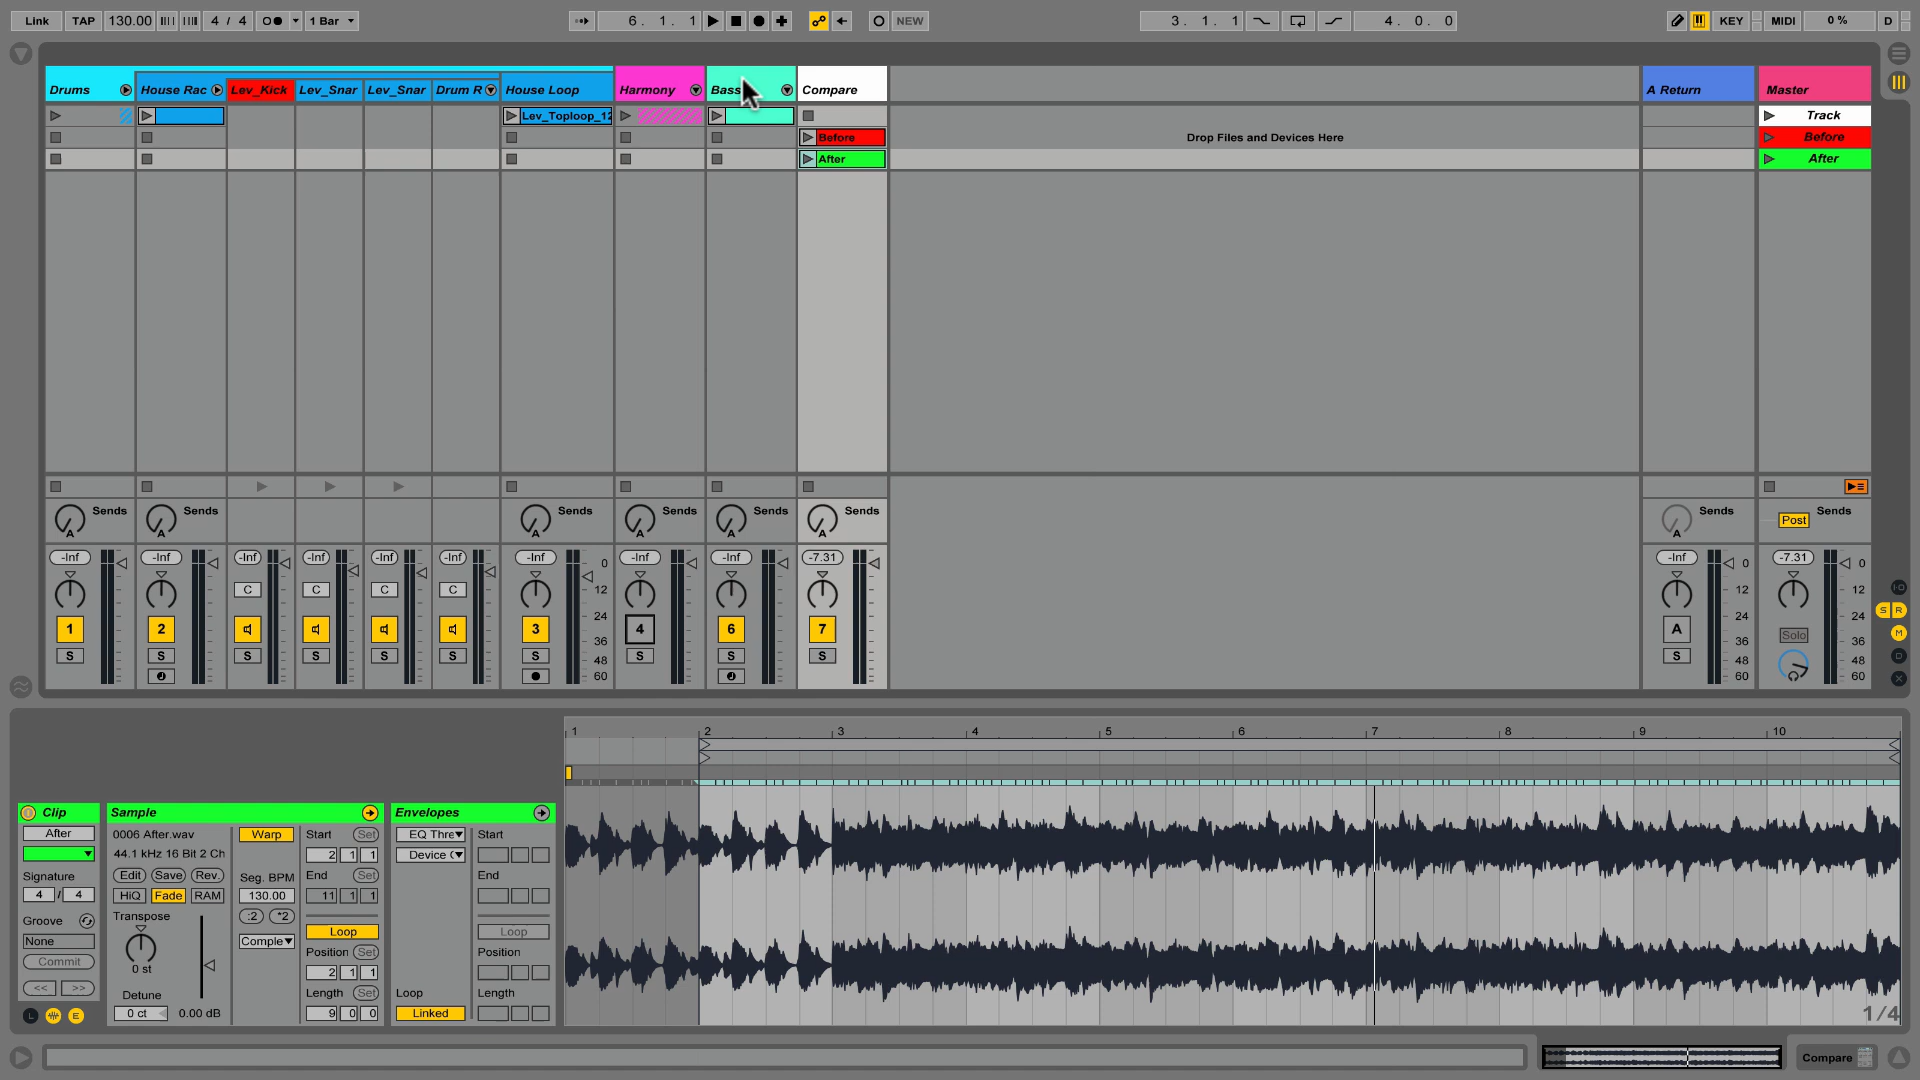 Link TAP 130.00 4 / 4 1 Bar 6. 1. 1 NEW 3. 1. 1 4. 0. 0 KEY MIDI 0 % D
Drums House Rac Lev_Kick Lev_Snar Lev_Snar Drum R House Loop Harmony Bass Compare A Return Master
Lev_Toploop_12 Track
Before Drop Files and Devices Here Before
After After
Sends Sends Sends Sends Sends Sends Sends Sends
A A A A A A A Post
-Inf -Inf -Inf -Inf -Inf -Inf -Inf -Inf -Inf -7.31 -Inf -7.31
0 0 0
C C C C 12 12 12
24 24 24
1 2 3 4 6 7 A Solo
36 36 36
S S S S S S S
48 48 48
60 60 60
S R
M
D
X
1 2 3 4 5 6 7 8 9 10
Clip Sample Envelopes
After 0006 After.wav Warp Start Set EQ Thre Start
44.1 kHz 16 Bit 2 Ch 2 1 1 Device (
Signature Edit Save Rev. Seg. BPM End Set End
4 / 4 HiQ Fade RAM 130.00 11 1 1
Groove Transpose :2 *2
None Comple Loop Loop
Commit 0 st Position Set Position
<< >> 2 1 1
Detune Length Set Loop Length
L E 0 ct 0.00 dB 9 0 0 Linked
1/4
Compare